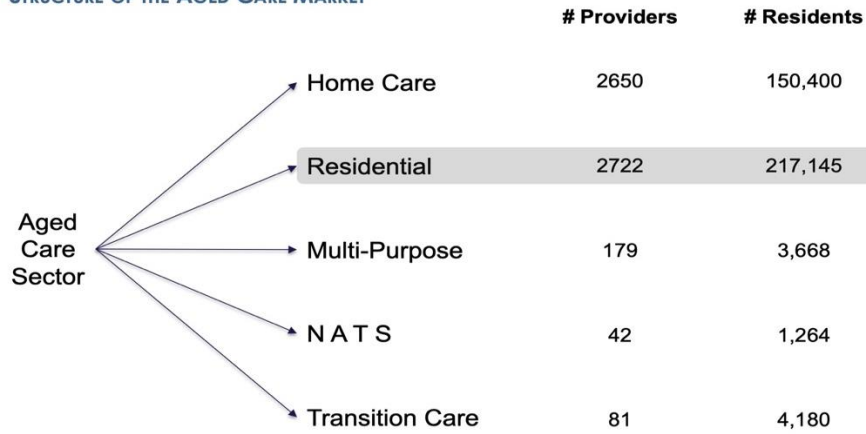 STRUCTURE OF THE AGED CARE MARKET
# Providers # Residents
Home Care 2650 150,400
Residential 2722 217,145
Aged
Care
Sector
Multi-Purpose 179 3,668
N A T S 42 1,264
Transition Care 81 4,180